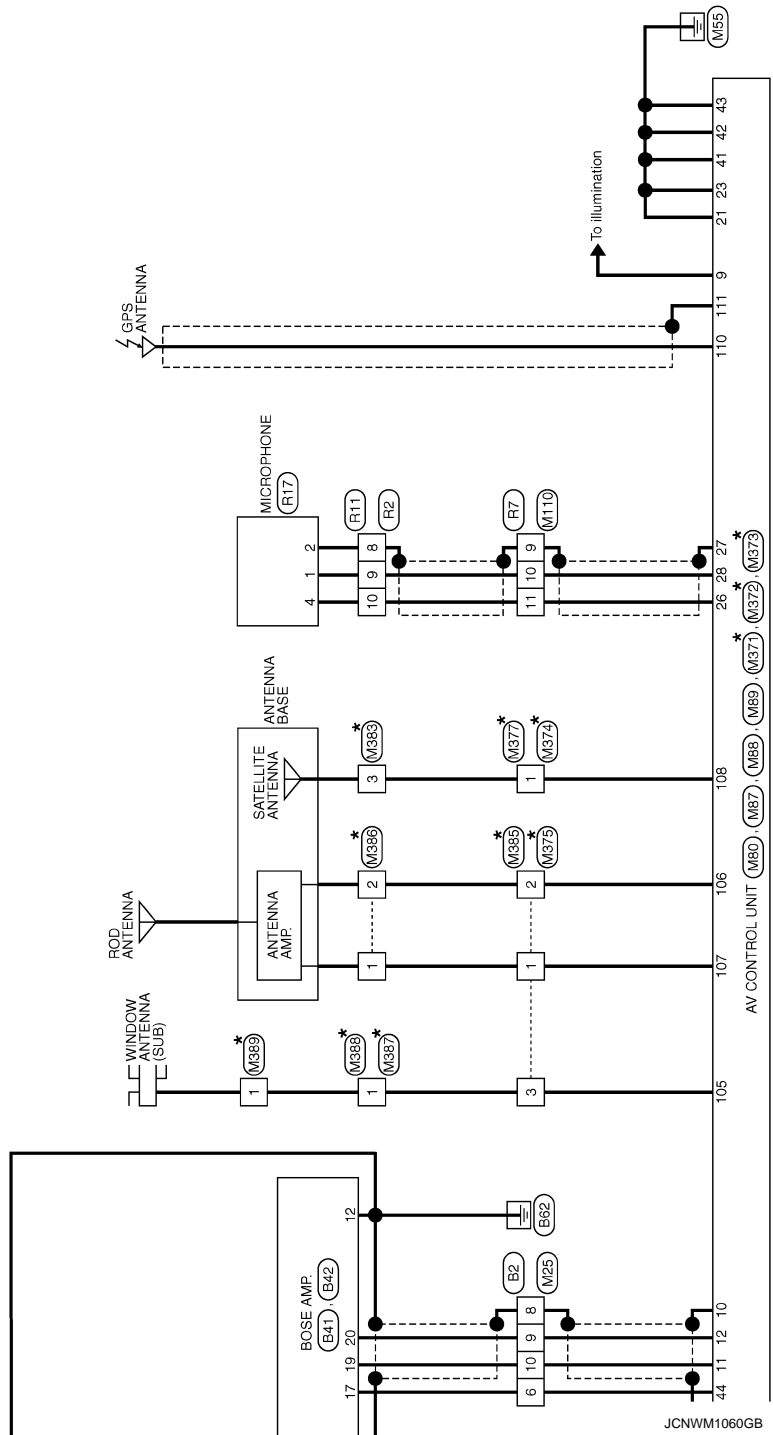 M55
43
42
41
23
21
To illumination
9
111
GPS
ANTENNA
110
MICROPHONE
R17
2
1
4
R11
R2
8
9
10
R7
M110
9
10
11
27
28
26
ANTENNA
BASE
SATELLITE
ANTENNA
*
M383
3
*
M377
*
M374
1
108
ROD
ANTENNA
ANTENNA
AMP.
*
M386
2
1
*
M385
*
M375
2
1
3
106
107
WINDOW
ANTENNA
(SUB)
*
M389
1
*
M388
*
M387
1
105
AV CONTROL UNIT M80 , M87 , M88 , M89 , *M371 , *M372 , *M373
BOSE AMP.
B41 , B42
12
20
19
17
B62
B2
M25
8
9
10
6
10
12
11
44
JCNWM1060GB